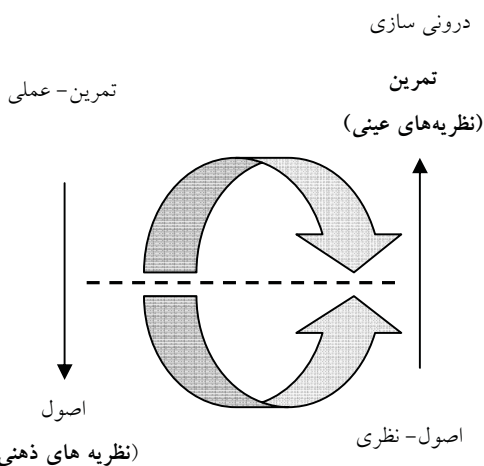 درونی سازی
تمرین
(نظریه‌های عینی)
تمرین- عملی
اصول
(نظریه های ذهنی
اصول- نظری